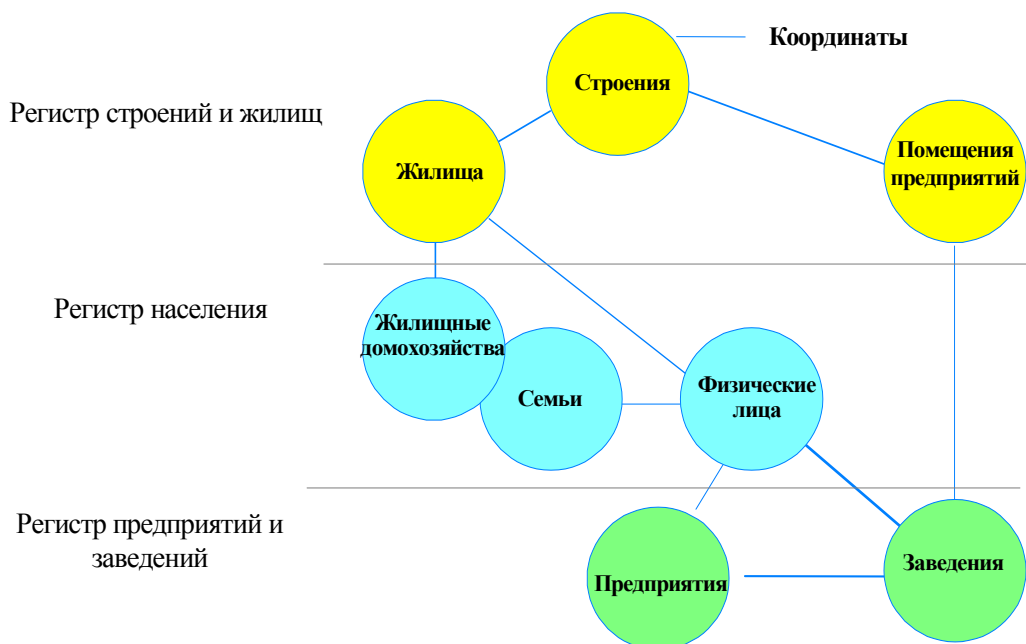 Координаты
Строения
Регистр строений и жилищ
Помещения
предприятий
Жилища
Регистр населения
Жилищные
домохозяйства
Семьи
Физические
лица
Регистр предприятий и
заведений
Предприятия
Заведения